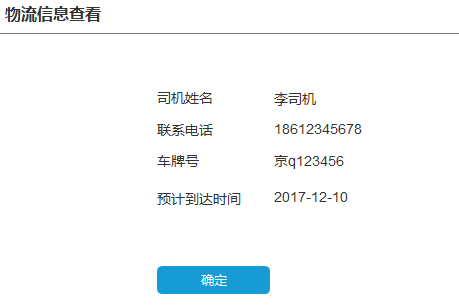 物流信息查看
司机姓名 李司机
联系电话 18612345678
车牌号 京q123456
预计到达时间 2017-12-10
确定